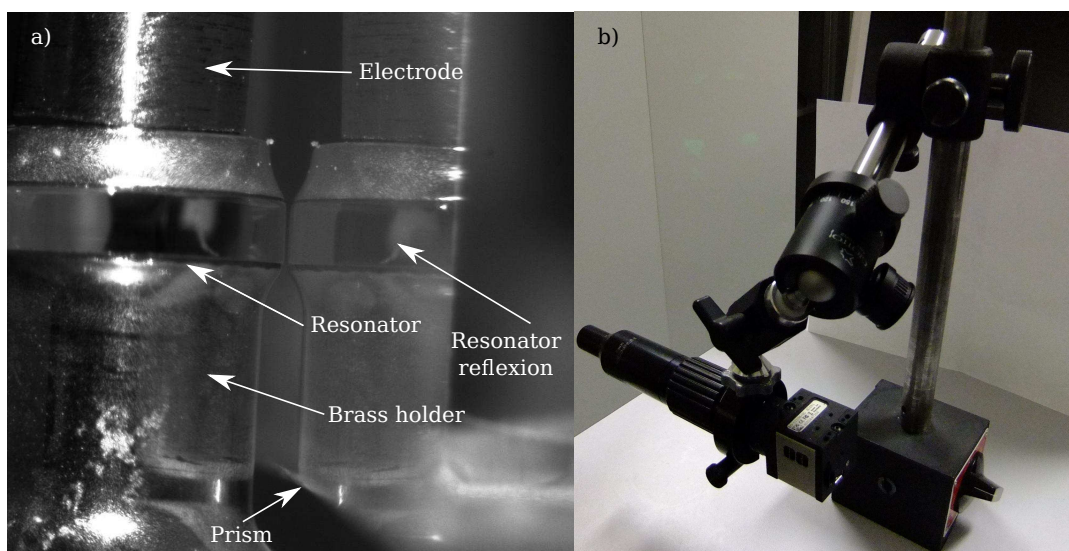 a)
Electrode
Resonator
Resonator
reflexion
Brass holder
Prism
b)